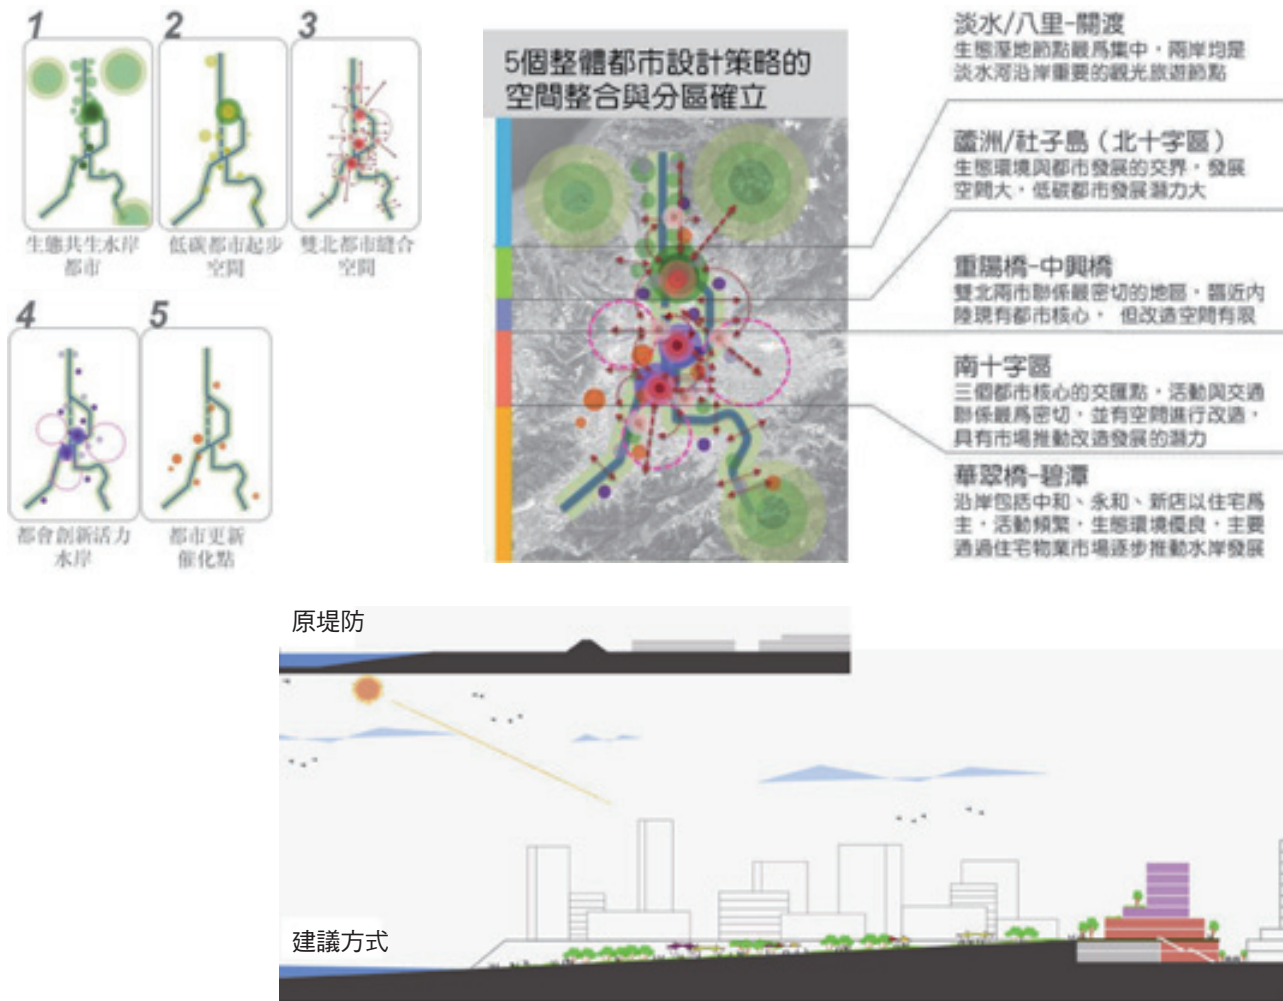 1
2
3
生態共生水岸
都市
低碳都市起步
空間
雙北都市縫合
空間
4
5
都會創新活力
水岸
都市更新
催化點
5個整體都市設計策略的
空間整合與分區確立
淡水/八里-關渡
生態溼地節點最爲集中，兩岸均是
淡水河沿岸重要的觀光旅遊節點
蘆洲/社子島（北十字區）
生態環境與都市發展的交界，發展
空間大，低碳都市發展潛力大
重陽橋-中興橋
雙北兩市聯係最密切的地區，臨近內
陸現有都市核心， 但改造空間有限
南十字區
三個都市核心的交匯點，活動與交通
聯係最爲密切，並有空間進行改造，
具有市場推動改造發展的潛力
華翠橋-碧潭
沿岸包括中和、永和、新店以住宅爲
主，活動頻繁，生態環境優良，主要
通過住宅物業市場逐步推動水岸發展
原堤防
建議方式